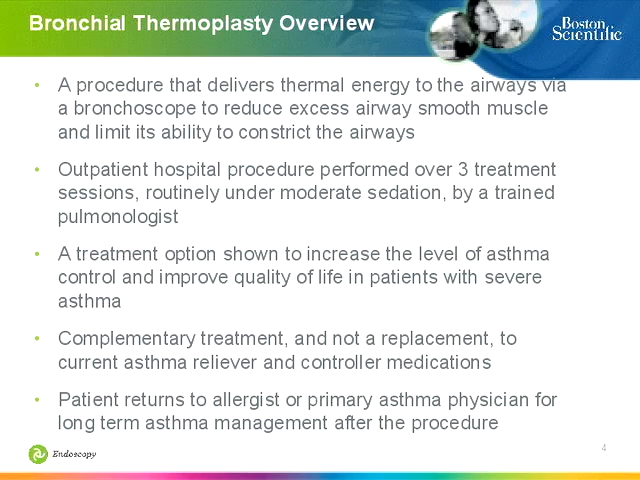 Bronchial Thermoplasty Overview
Boston
Scientific
• A procedure that delivers thermal energy to the airways via
a bronchoscope to reduce excess airway smooth muscle
and limit its ability to constrict the airways
• Outpatient hospital procedure performed over 3 treatment
sessions, routinely under moderate sedation, by a trained
pulmonologist
• A treatment option shown to increase the level of asthma
control and improve quality of life in patients with severe
asthma
• Complementary treatment, and not a replacement, to
current asthma reliever and controller medications
• Patient returns to allergist or primary asthma physician for
long term asthma management after the procedure
Endoscopy
4